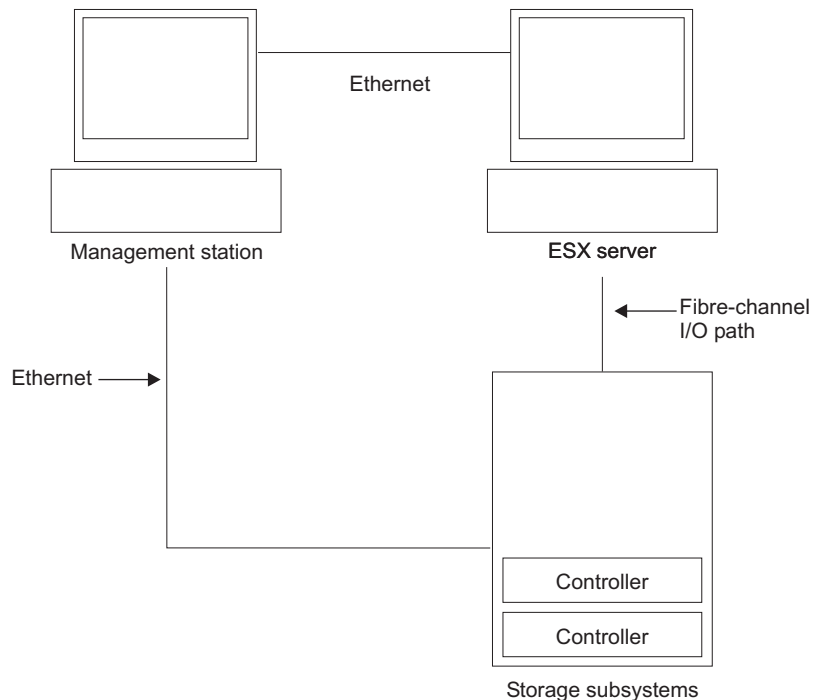 Ethernet
Management station
ESX server
Fibre-channel
I/O path
Ethernet
Controller
Controller
Storage subsystems